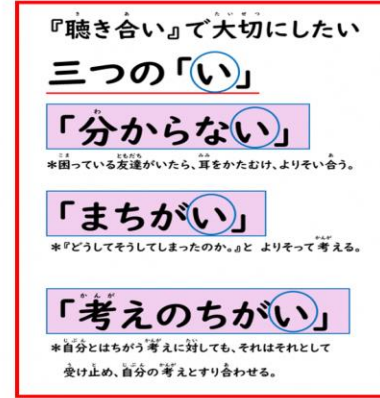 『聴き合い』で大切にしたい
三つの「い」
「分からない」
*困っている友達がいたら、耳をかたむけ、よりそい合う。
「まちがい」
*『どうしてそうしてしまったのか。』と よりそって考える。
「考えのちがい」
*自分とはちがう考えに対しても、それはそれとして
受け止め、自分の考えとすり合わせる。